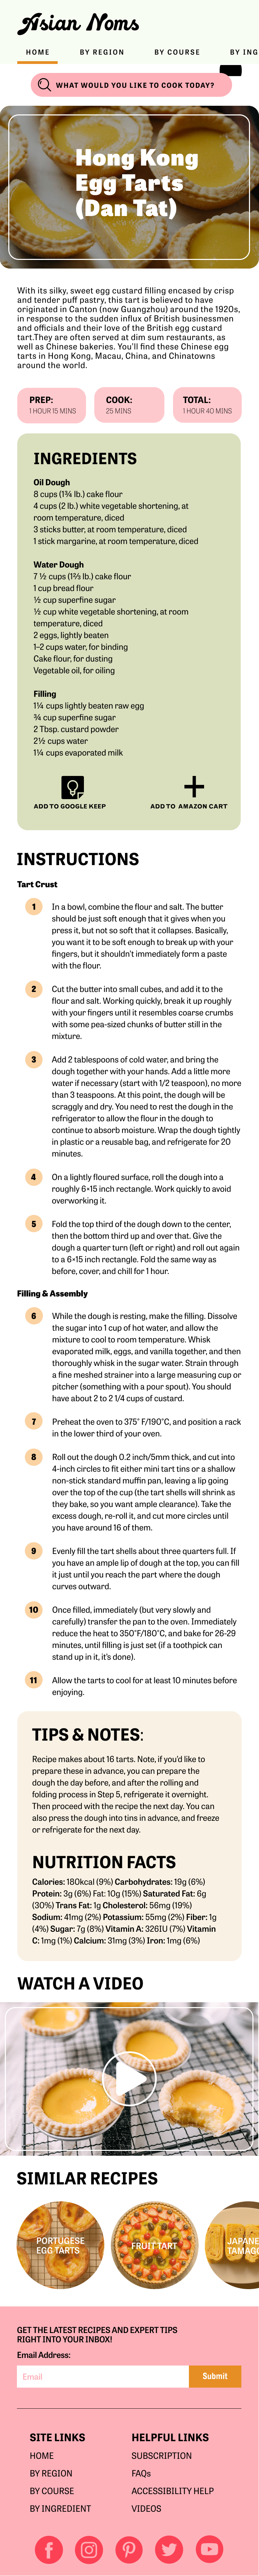 Asian Noms
HOME BY REGION BY COURSE BY ING
WHAT WOULD YOU LIKE TO COOK TODAY?
Hong Kong
Egg Tarts
(Dan Tat)
With its silky, sweet egg custard filling encased by crisp
and tender puff pastry, this tart is believed to have
originated in Canton (now Guangzhou) around the 1920s,
in response to the sudden influx of British businessmen
and officials and their love of the British egg custard
tart.They are often served at dim sum restaurants, as
well as Chinese bakeries. You'll find these Chinese egg
tarts in Hong Kong, Macau, China, and Chinatowns
around the world.
PREP:
1 HOUR 15 MINS
COOK:
25 MINS
TOTAL:
1 HOUR 40 MINS
INGREDIENTS
Oil Dough
8 cups (1¾ lb.) cake flour
4 cups (2 lb.) white vegetable shortening, at
room temperature, diced
3 sticks butter, at room temperature, diced
1 stick margarine, at room temperature, diced
Water Dough
7 ½ cups (1⅔ lb.) cake flour
1 cup bread flour
½ cup superfine sugar
½ cup white vegetable shortening, at room
temperature, diced
2 eggs, lightly beaten
1–2 cups water, for binding
Cake flour, for dusting
Vegetable oil, for oiling
Filling
1¼ cups lightly beaten raw egg
¾ cup superfine sugar
2 Tbsp. custard powder
2½ cups water
1¼ cups evaporated milk
ADD TO GOOGLE KEEP
ADD TO AMAZON CART
INSTRUCTIONS
Tart Crust
1 In a bowl, combine the flour and salt. The butter
should be just soft enough that it gives when you
press it, but not so soft that it collapses. Basically,
you want it to be soft enough to break up with your
fingers, but it shouldn't immediately form a paste
with the flour.
2 Cut the butter into small cubes, and add it to the
flour and salt. Working quickly, break it up roughly
with your fingers until it resembles coarse crumbs
with some pea-sized chunks of butter still in the
mixture.
3 Add 2 tablespoons of cold water, and bring the
dough together with your hands. Add a little more
water if necessary (start with 1/2 teaspoon), no more
than 3 teaspoons. At this point, the dough will be
scraggly and dry. You need to rest the dough in the
refrigerator to allow the flour in the dough to
continue to absorb moisture. Wrap the dough tightly
in plastic or a reusable bag, and refrigerate for 20
minutes.
4 On a lightly floured surface, roll the dough into a
roughly 6×15 inch rectangle. Work quickly to avoid
overworking it.
5 Fold the top third of the dough down to the center,
then the bottom third up and over that. Give the
dough a quarter turn (left or right) and roll out again
to a 6×15 inch rectangle. Fold the same way as
before, cover, and chill for 1 hour.
Filling & Assembly
6 While the dough is resting, make the filling. Disolve
the sugar into 1 cup of hot water, and allow the
mixture to cool to room temperature. Whisk
evaporated milk, eggs, and vanilla together, and then
thoroughly whisk in the sugar water. Strain through
a fine meshed strainer into a large measuring cup or
pitcher (something with a pour spout). You should
have about 2 to 2 1/4 cups of custard.
7 Preheat the oven to 375° F/190°C, and position a rack
in the lower third of your oven.
8 Roll out the dough 0.2 inch/5mm thick, and cut into
4-inch circles to fit either mini tart tins or a shallow
non-stick standard muffin pan, leaving a lip going
over the top of the cup (the tart shells will shrink as
they bake, so you want ample clearance). Take the
excess dough, re-roll it, and cut more circles until
you have around 16 of them.
9 Evenly fill the tart shells about three quarters full. If
you have an ample lip of dough at the top, you can fill
it just until you reach the part where the dough
curves outward.
10 Once filled, immediately (but very slowly and
carefully) transfer the pan to the oven. Immediately
reduce the heat to 350°F/180°C, and bake for 26-29
minutes, until filling is just set (if a toothpick can
stand up in it, it's done).
11 Allow the tarts to cool for at least 10 minutes before
enjoying.
TIPS & NOTES:
Recipe makes about 16 tarts. Note, if you'd like to
prepare these in advance, you can prepare the
dough the day before, and after the rolling and
folding process in Step 5, refrigerate it overnight.
Then proceed with the recipe the next day. You can
also press the dough into tins in advance, and freeze
or refrigerate for the next day.
NUTRITION FACTS
Calories: 180kcal (9%) Carbohydrates: 19g (6%)
Protein: 3g (6%) Fat: 10g (15%) Saturated Fat: 6g
(30%) Trans Fat: 1g Cholesterol: 56mg (19%)
Sodium: 41mg (2%) Potassium: 55mg (2%) Fiber: 1g
(4%) Sugar: 7g (8%) Vitamin A: 326IU (7%) Vitamin
C: 1mg (1%) Calcium: 31mg (3%) Iron: 1mg (6%)
WATCH A VIDEO
SIMILAR RECIPES
PORTUGESE
EGG TARTS
FRUIT TART
JAPANE
TAMAGO
GET THE LATEST RECIPES AND EXPERT TIPS
RIGHT INTO YOUR INBOX!
Email Address:
Email
Submit
SITE LINKS
HOME
BY REGION
BY COURSE
BY INGREDIENT
HELPFUL LINKS
SUBSCRIPTION
FAQs
ACCESSIBILITY HELP
VIDEOS